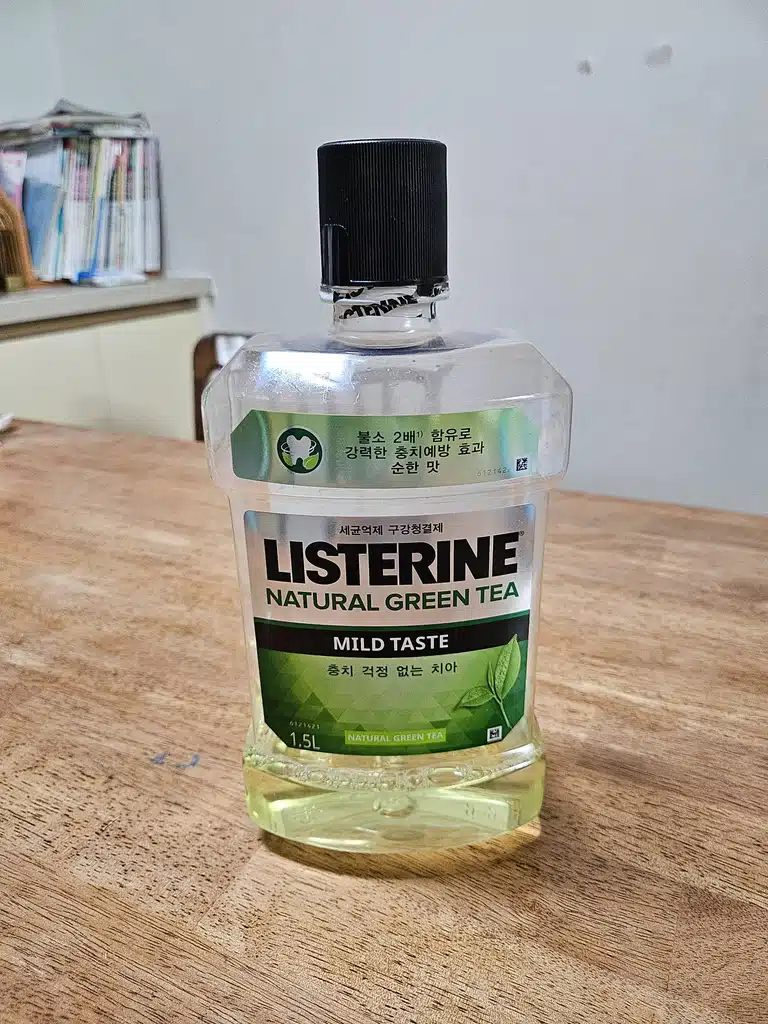 불소 2배¹⁾ 함유로
강력한 충치예방 효과
순한 맛
세균억제 구강청결제
LISTERINE®
NATURAL GREEN TEA
MILD TASTE
충치 걱정 없는 치아
6121421
1.5L
NATURAL GREEN TEA